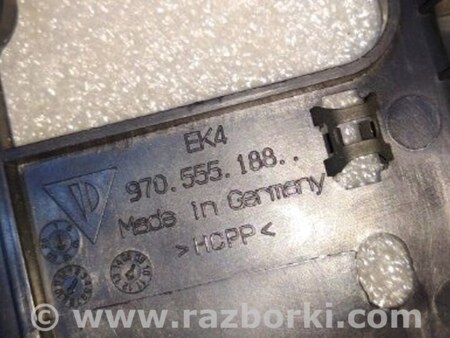 EK4
970.555.188..
Made in Germany
>HCPP<
© www.razborki.com